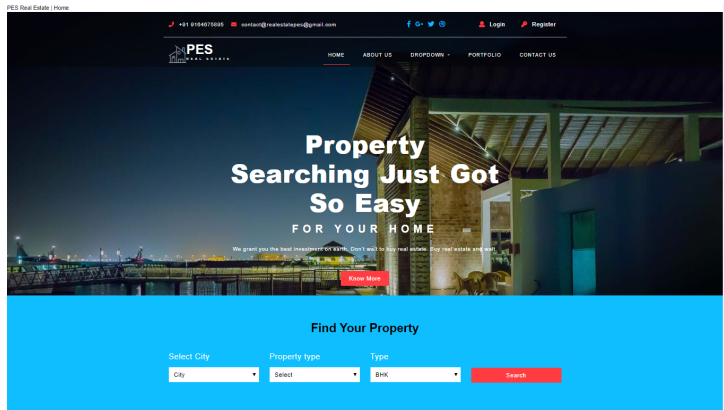 PES Real Estate | Home
+91 9164675895 contact@realestatepes@gmail.com f G+ Login Register
PES
REAL ESTATE
HOME ABOUT US DROPDOWN PORTFOLIO CONTACT US
Property
Searching Just Got
So Easy
FOR YOUR HOME
We grant you the best investment on earth. Don't wait to buy real estate. Buy real estate and wait.
Know More
Find Your Property
Select City Property type Type
City Select BHK Search